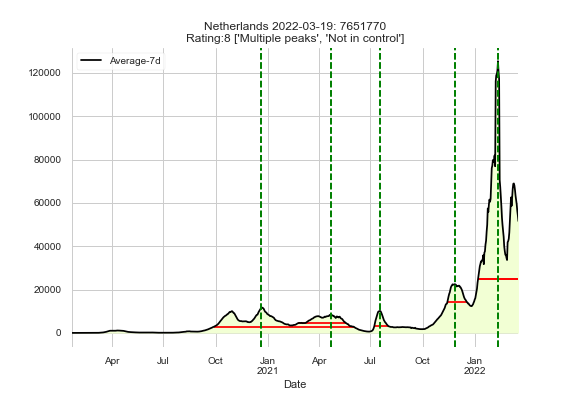 Netherlands 2022-03-19: 7651770
Rating:8 ['Multiple peaks', 'Not in control']
Average-7d
120000
100000
80000
60000
40000
20000
0
Apr Jul Oct Jan Apr Jul Oct Jan
2021 2022
Date